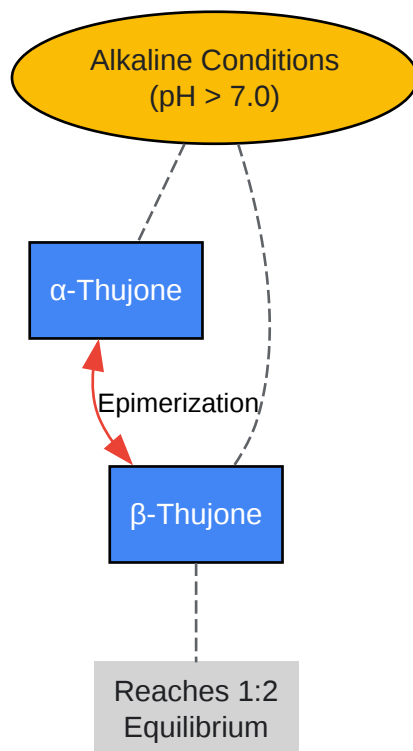 Alkaline Conditions
(pH > 7.0)
α-Thujone
Epimerization
β-Thujone
Reaches 1:2
Equilibrium